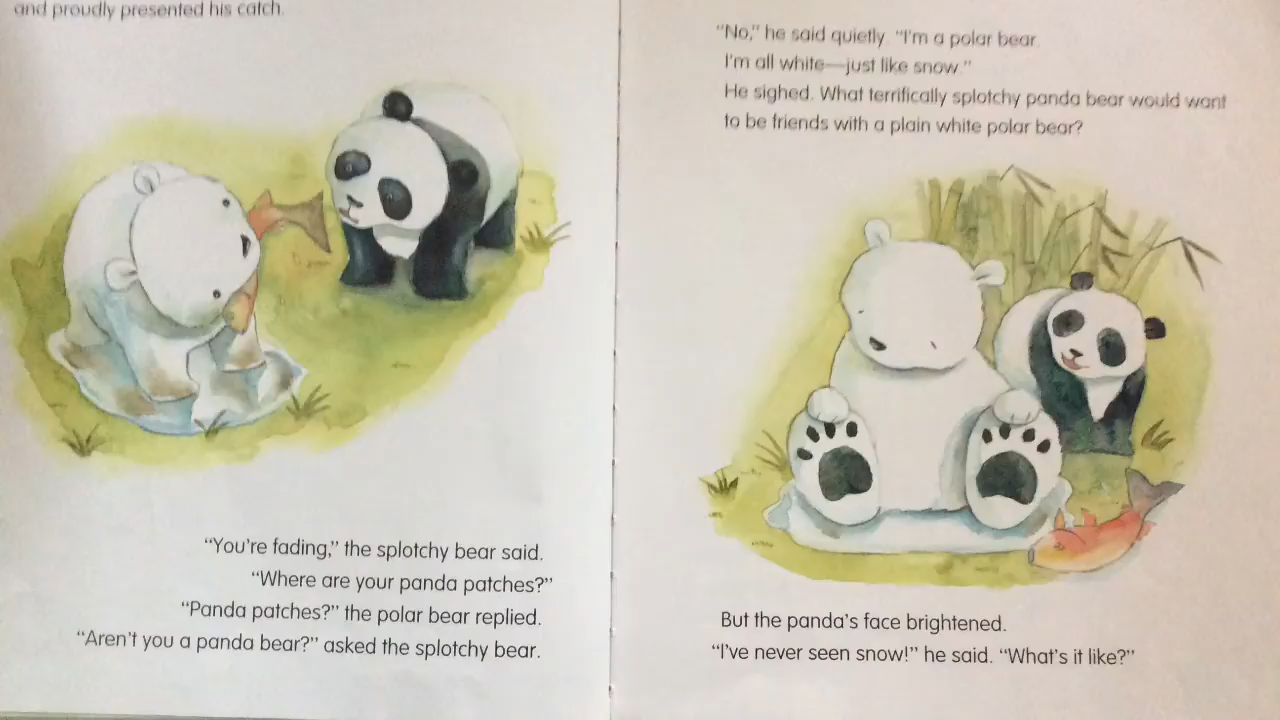 and proudly presented his catch.
“You’re fading,” the splotchy bear said.
“Where are your panda patches?”
“Panda patches?” the polar bear replied.
“Aren’t you a panda bear?” asked the splotchy bear.
“No,” he said quietly. “I’m a polar bear.
I’m all white—just like snow.”
He sighed. What terrifically splotchy panda bear would want
to be friends with a plain white polar bear?
But the panda’s face brightened.
“I’ve never seen snow!” he said. “What’s it like?”